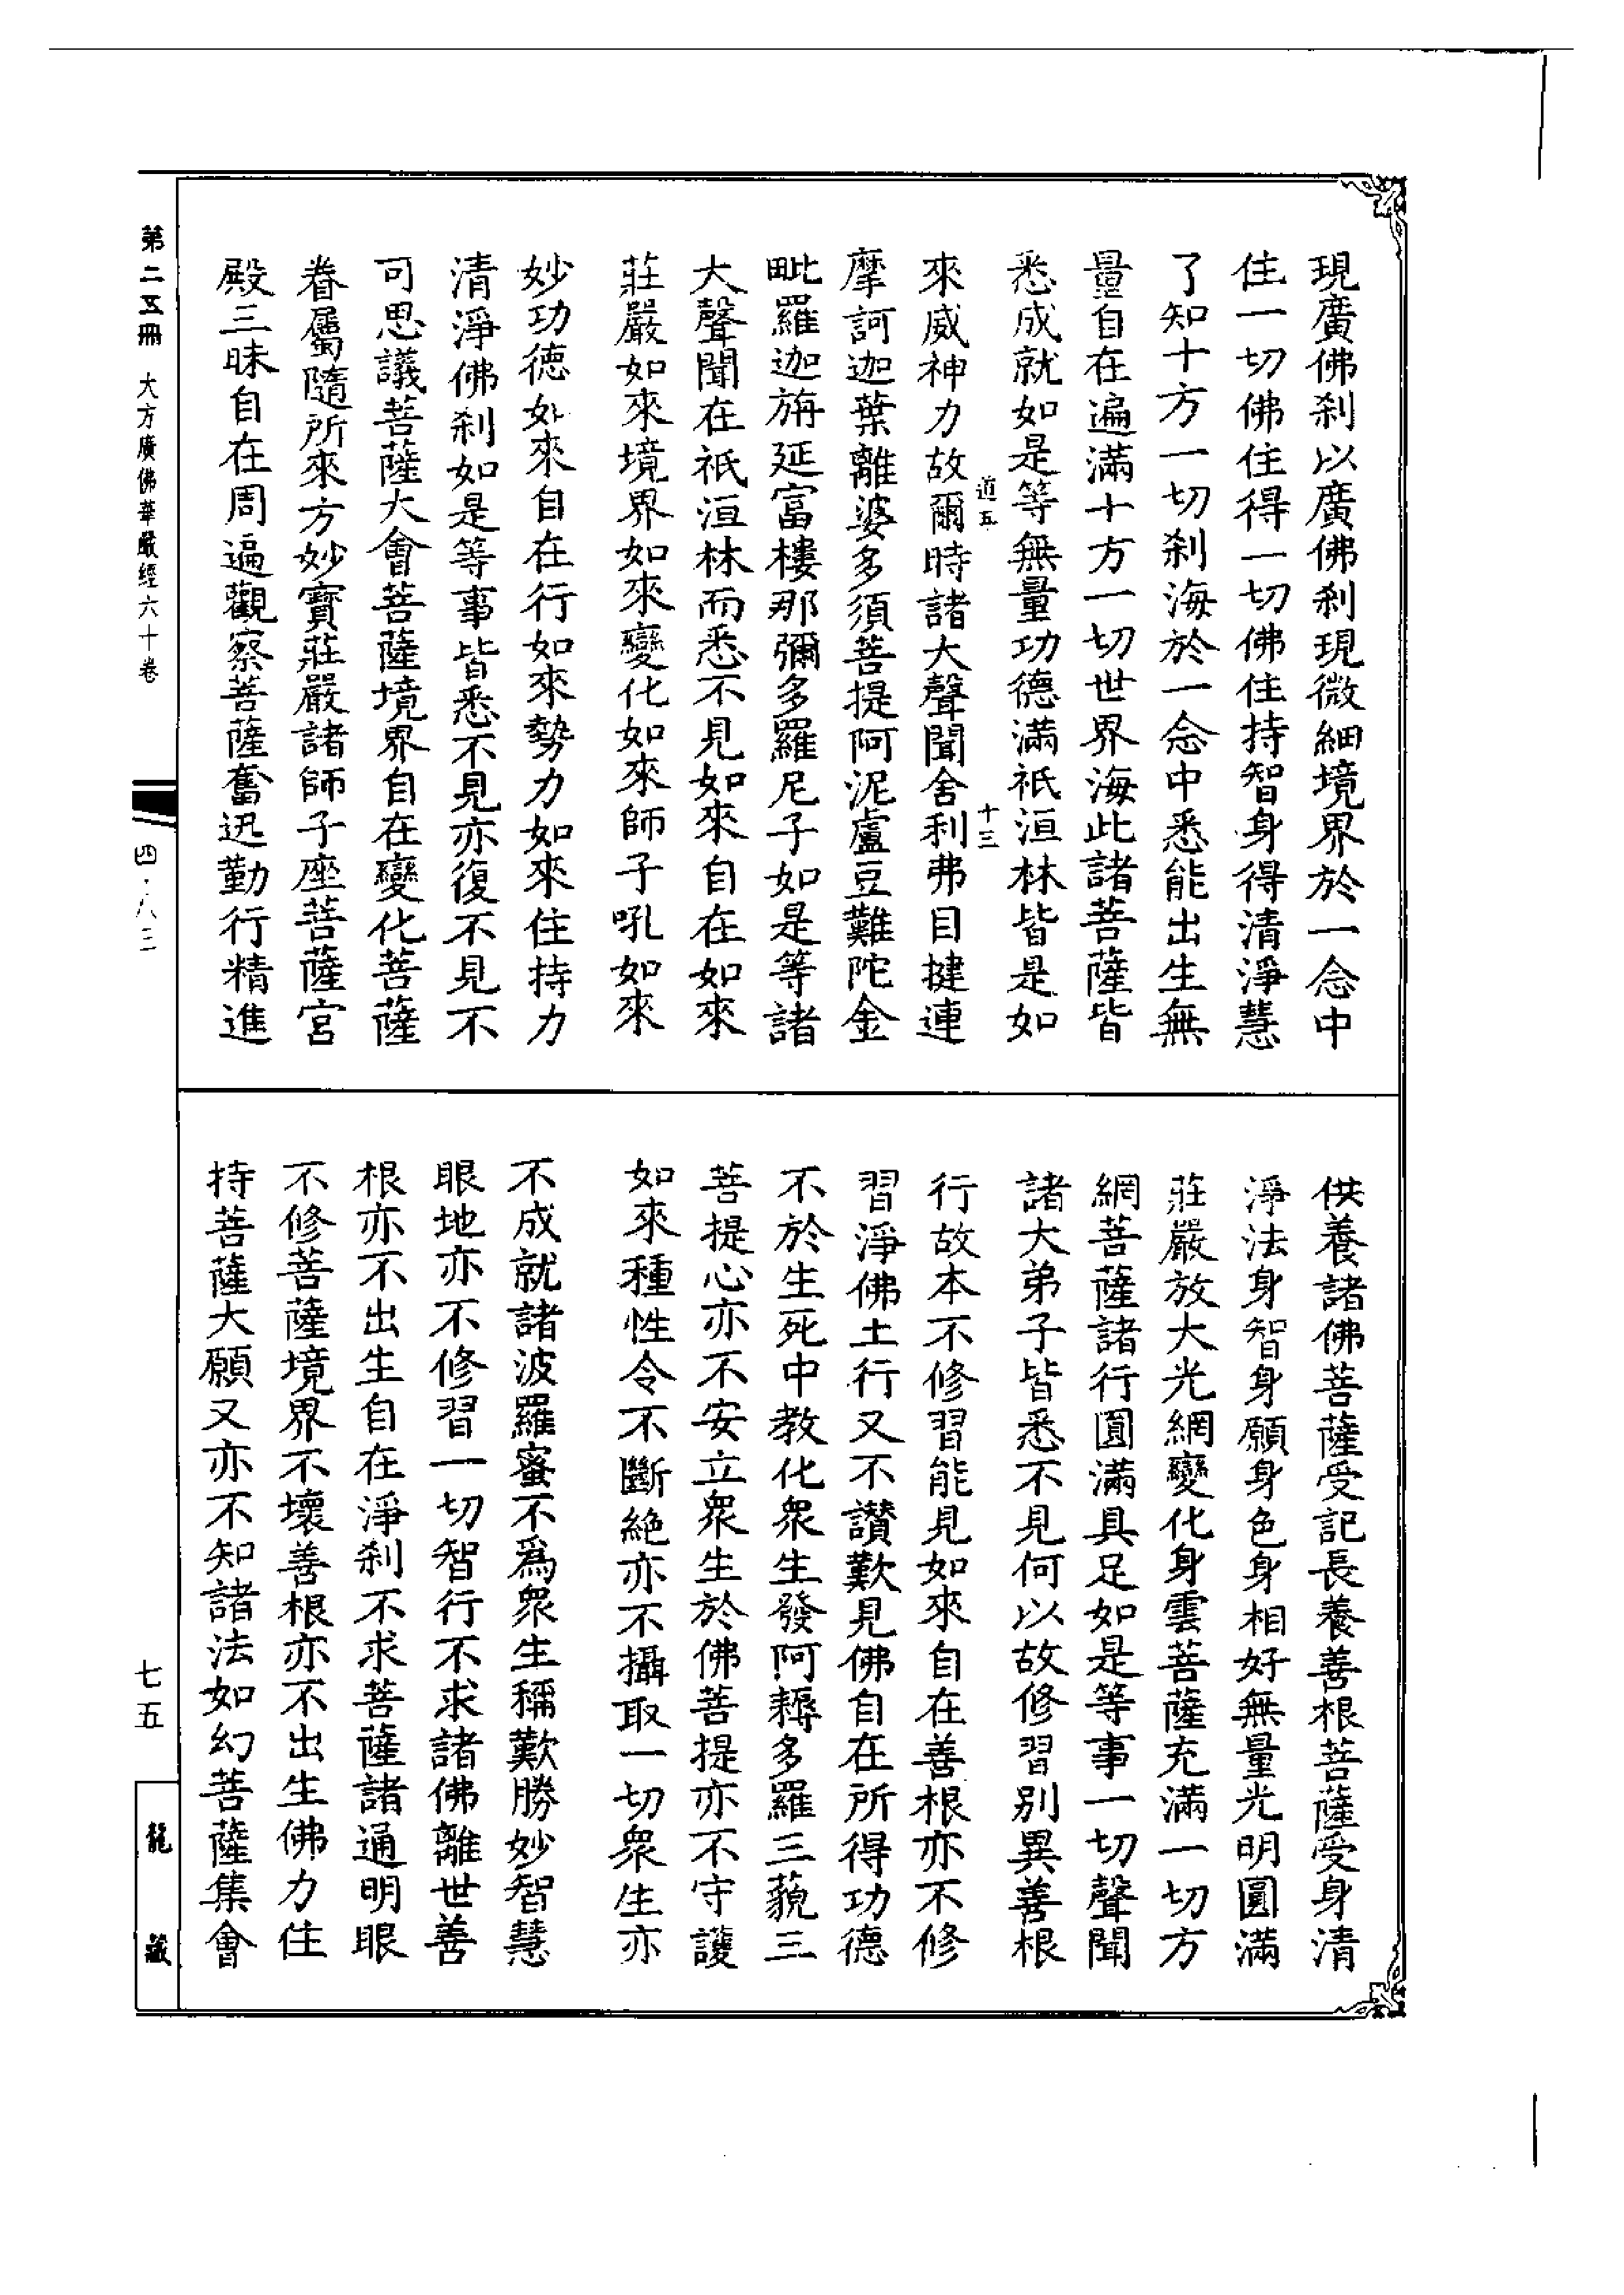 現廣佛刹以廣佛刹現微細境界於一念中
住一切佛住得一切佛住持智身得清淨慧
了知十方一切刹海於一念中悉能出生無
量自在遍滿十方一切世界海此諸菩薩皆
悉成就如是等無量功德滿祇洹林皆是如
道五
十三
來威神力故爾時諸大聲聞舍利弗目揵連
摩訶迦葉離婆多須菩提阿泥盧豆難陀金
毗羅迦旃延富樓那彌多羅尼子如是等諸
大聲聞在祇洹林而悉不見如來自在如來
莊嚴如來境界如來變化如來師子吼如來
妙功德如來自在行如來勢力如來住持力
清淨佛刹如是等事皆悉不見亦復不見不
可思議菩薩大會菩薩境界自在變化菩薩
眷屬隨所來方妙寶莊嚴諸師子座菩薩宮
殿三昧自在周遍觀察菩薩奮迅勤行精進
供養諸佛菩薩受記長養善根菩薩受身清
淨法身智身願身色身相好無量光明圓滿
莊嚴放大光網變化身雲菩薩充滿一切方
網菩薩諸行圓滿具足如是等事一切聲聞
諸大弟子皆悉不見何以故修習別異善根
行故本不修習能見如來自在善根亦不修
習淨佛土行又不讚歎見佛自在所得功德
不於生死中教化眾生發阿耨多羅三藐三
菩提心亦不安立眾生於佛菩提亦不守護
如來種性令不斷絕亦不攝取一切眾生亦
不成就諸波羅蜜不為眾生稱歎勝妙智慧
眼地亦不修習一切智行不求諸佛離世善
根亦不出生自在淨刹不求菩薩諸通明眼
不修菩薩境界不壞善根亦不出生佛力住
持菩薩大願又亦不知諸法如幻菩薩集會
第二五冊 大方廣佛華嚴經六十卷
四·八三
七五
龍藏